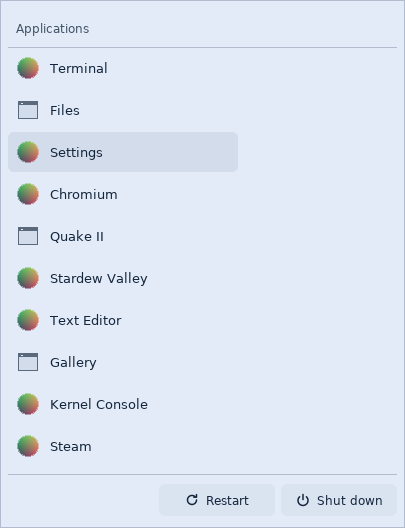 Applications
Terminal
Files
Settings
Chromium
Quake II
Stardew Valley
Text Editor
Gallery
Kernel Console
Steam
Restart Shut down